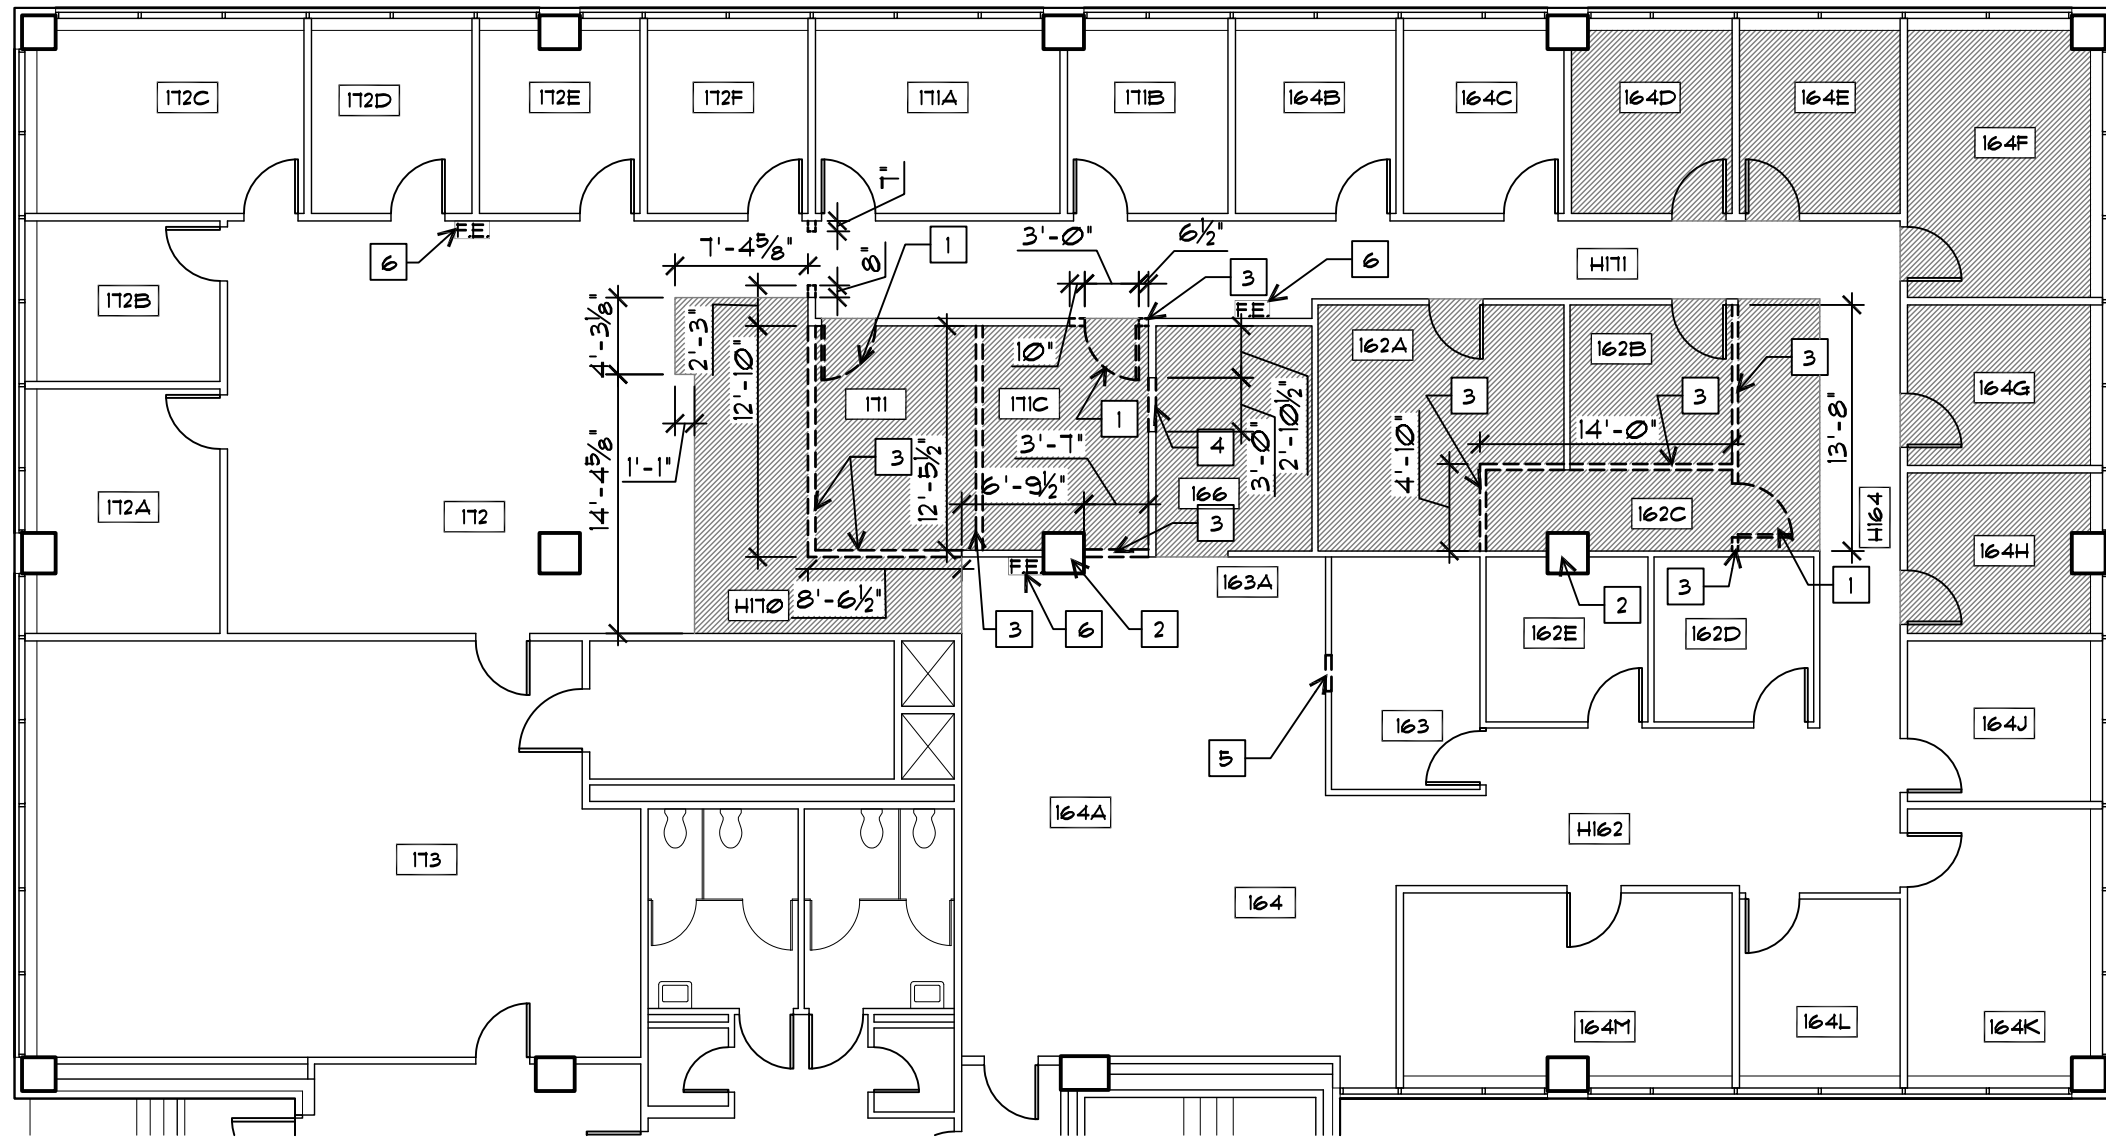 172C
172D
172E
172F
171A
171B
164B
164C
164D
164E
164F
7"
F.E.
6
7'-4 5/8"
8"
1
3'-0"
6 1/2"
3
6
H171
172B
4'-3 1/8"
2'-3"
12'-10"
F.E.
10"
162A
162B
3
164G
171
171C
1
2'-10 1/2"
3
3
13'-8"
14'-4 5/8"
1'-1"
3
12'-5 1/2"
3'-7"
4
3'-0"
14'-0"
4'-10"
172A
172
6'-9 1/2"
166
3
162C
H164
164H
F.E.
163A
3
1
H170
8'-6 1/2"
3
6
2
2
162E
162D
5
163
164J
164A
H162
173
164
164M
164L
164K